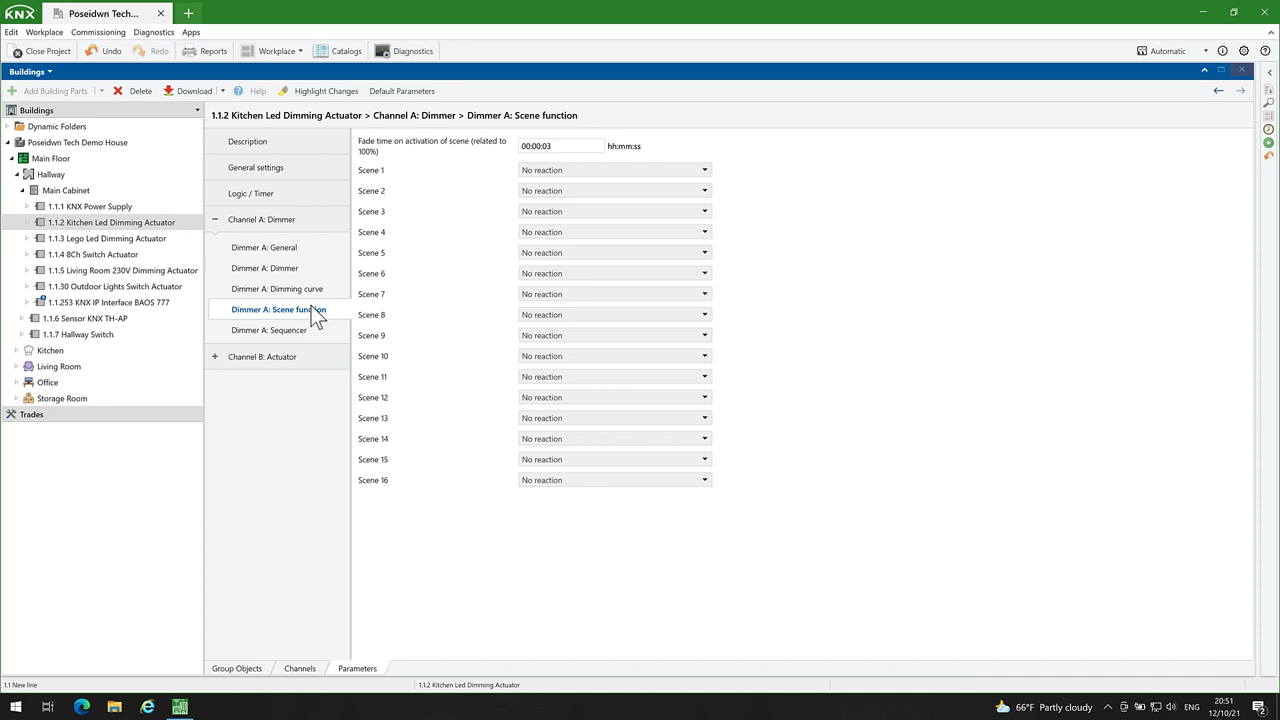 KNX
Poseidwn Tech...
Edit Workplace Commissioning Diagnostics Apps
Close Project Undo Redo Reports Workplace Catalogs Diagnostics Automatic
Buildings
Add Building Parts Delete Download Help Highlight Changes Default Parameters
Buildings
Dynamic Folders
Poseidwn Tech Demo House
Main Floor
Hallway
Main Cabinet
1.1.1 KNX Power Supply
1.1.2 Kitchen Led Dimming Actuator
1.1.3 Lego Led Dimming Actuator
1.1.4 8Ch Switch Actuator
1.1.5 Living Room 230V Dimming Actuator
1.1.30 Outdoor Lights Switch Actuator
1.1.253 KNX IP Interface BAOS 777
1.1.6 Sensor KNX TH-AP
1.1.7 Hallway Switch
Kitchen
Living Room
Office
Storage Room
Trades
1.1.2 Kitchen Led Dimming Actuator > Channel A: Dimmer > Dimmer A: Scene function
Description
General settings
Logic / Timer
Channel A: Dimmer
Dimmer A: General
Dimmer A: Dimmer
Dimmer A: Dimming curve
Dimmer A: Scene function
Dimmer A: Sequencer
Channel B: Actuator
Fade time on activation of scene (related to
100%)
00:00:03 hh:mm:ss
Scene 1 No reaction
Scene 2 No reaction
Scene 3 No reaction
Scene 4 No reaction
Scene 5 No reaction
Scene 6 No reaction
Scene 7 No reaction
Scene 8 No reaction
Scene 9 No reaction
Scene 10 No reaction
Scene 11 No reaction
Scene 12 No reaction
Scene 13 No reaction
Scene 14 No reaction
Scene 15 No reaction
Scene 16 No reaction
Group Objects Channels Parameters
1.1 New line 1.1.2 Kitchen Led Dimming Actuator
66°F Partly cloudy ENG
20:51
12/10/21